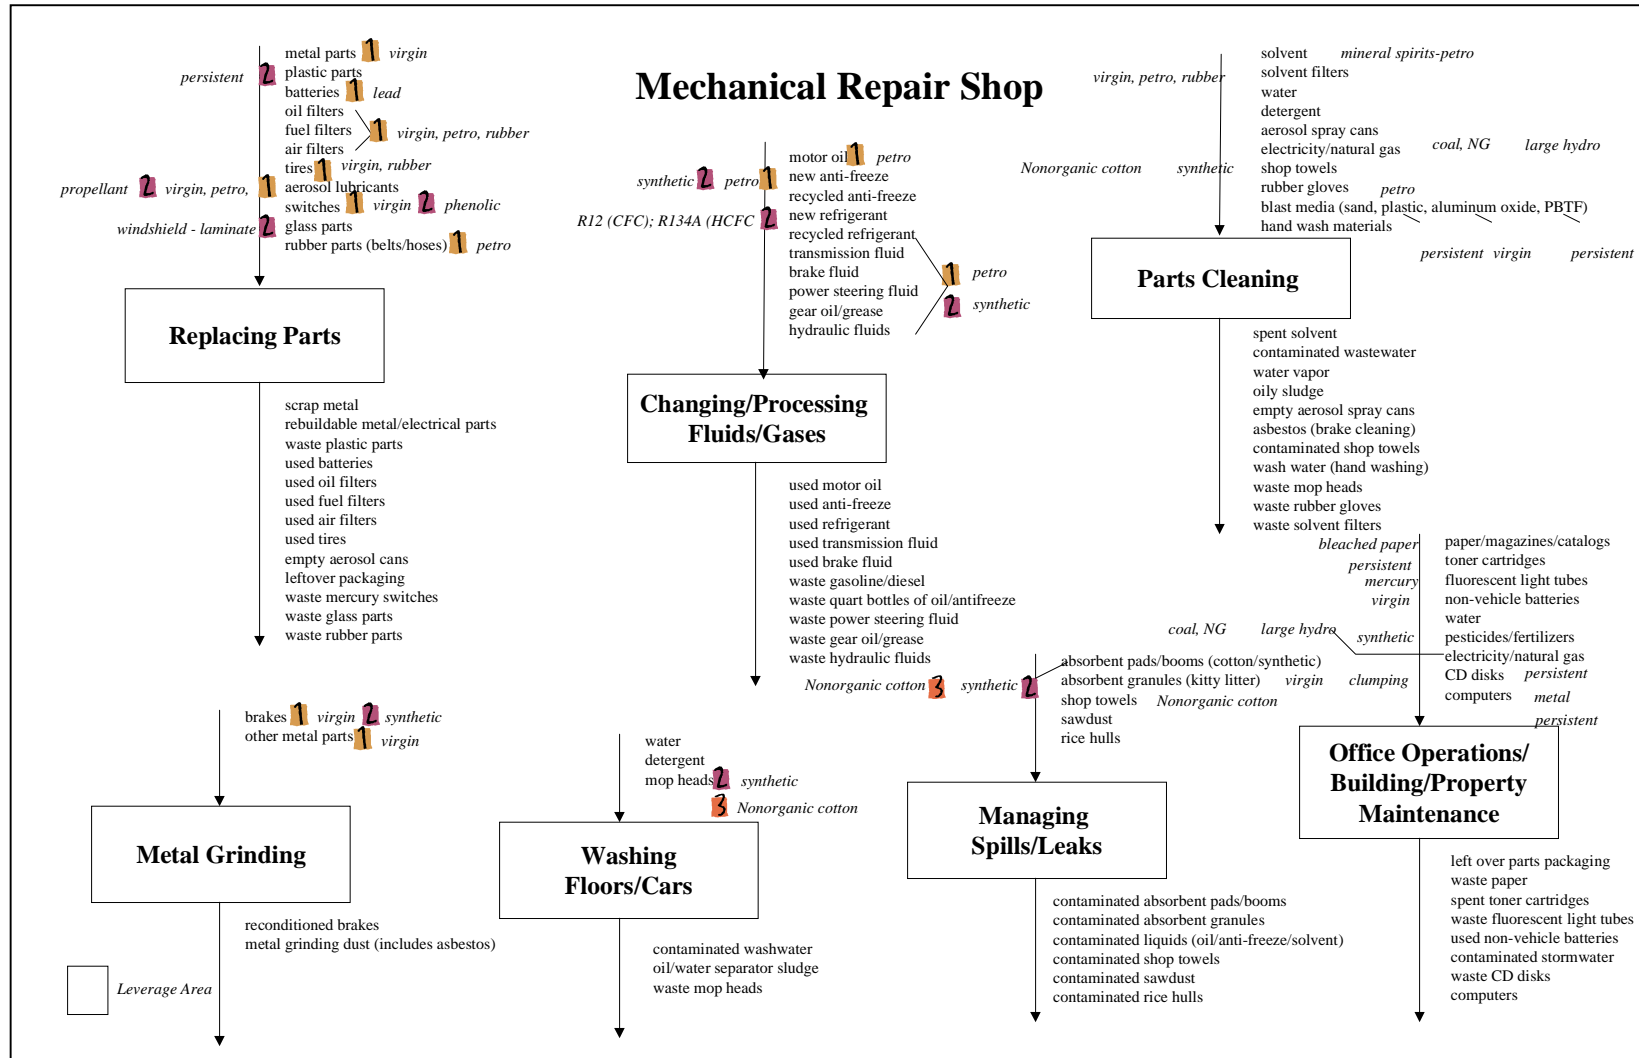 Mechanical Repair Shop
metal parts 1 virgin
persistent 2 plastic parts
batteries 1 lead
oil filters
fuel filters 1 virgin, petro, rubber
air filters
tires 1 virgin, rubber
propellant 2 virgin, petro, 1 aerosol lubricants
switches 1 virgin 2 phenolic
windshield - laminate 2 glass parts
rubber parts (belts/hoses) 1 petro
Replacing Parts
scrap metal
rebuildable metal/electrical parts
waste plastic parts
used batteries
used oil filters
used fuel filters
used air filters
used tires
empty aerosol cans
leftover packaging
waste mercury switches
waste glass parts
waste rubber parts
motor oil 1 petro
synthetic 2 petro 1 new anti-freeze
recycled anti-freeze
R12 (CFC); R134A (HCFC 2 new refrigerant
recycled refrigerant
transmission fluid
brake fluid 1 petro
power steering fluid
gear oil/grease 2 synthetic
hydraulic fluids
Changing/Processing
Fluids/Gases
used motor oil
used anti-freeze
used refrigerant
used transmission fluid
used brake fluid
waste gasoline/diesel
waste quart bottles of oil/antifreeze
waste power steering fluid
waste gear oil/grease
waste hydraulic fluids
solvent mineral spirits-petro
virgin, petro, rubber solvent filters
water
detergent
aerosol spray cans
electricity/natural gas coal, NG large hydro
Nonorganic cotton synthetic shop towels
rubber gloves petro
blast media (sand, plastic, aluminum oxide, PBTF)
hand wash materials
persistent virgin persistent
Parts Cleaning
spent solvent
contaminated wastewater
water vapor
oily sludge
empty aerosol spray cans
asbestos (brake cleaning)
contaminated shop towels
wash water (hand washing)
waste mop heads
waste rubber gloves
waste solvent filters
brakes 1 virgin 2 synthetic
other metal parts 1 virgin
Metal Grinding
reconditioned brakes
metal grinding dust (includes asbestos)
Leverage Area
water
detergent
mop heads 2 synthetic
3 Nonorganic cotton
Washing
Floors/Cars
contaminated washwater
oil/water separator sludge
waste mop heads
absorbent pads/booms (cotton/synthetic)
Nonorganic cotton 3 synthetic 2 absorbent granules (kitty litter) virgin clumping
shop towels Nonorganic cotton
sawdust
rice hulls
Managing
Spills/Leaks
contaminated absorbent pads/booms
contaminated absorbent granules
contaminated liquids (oil/anti-freeze/solvent)
contaminated shop towels
contaminated sawdust
contaminated rice hulls
bleached paper paper/magazines/catalogs
persistent toner cartridges
mercury fluorescent light tubes
virgin non-vehicle batteries
water
synthetic pesticides/fertilizers
coal, NG large hydro electricity/natural gas
CD disks persistent
computers metal
persistent
Office Operations/
Building/Property
Maintenance
left over parts packaging
waste paper
spent toner cartridges
waste fluorescent light tubes
used non-vehicle batteries
contaminated stormwater
waste CD disks
computers